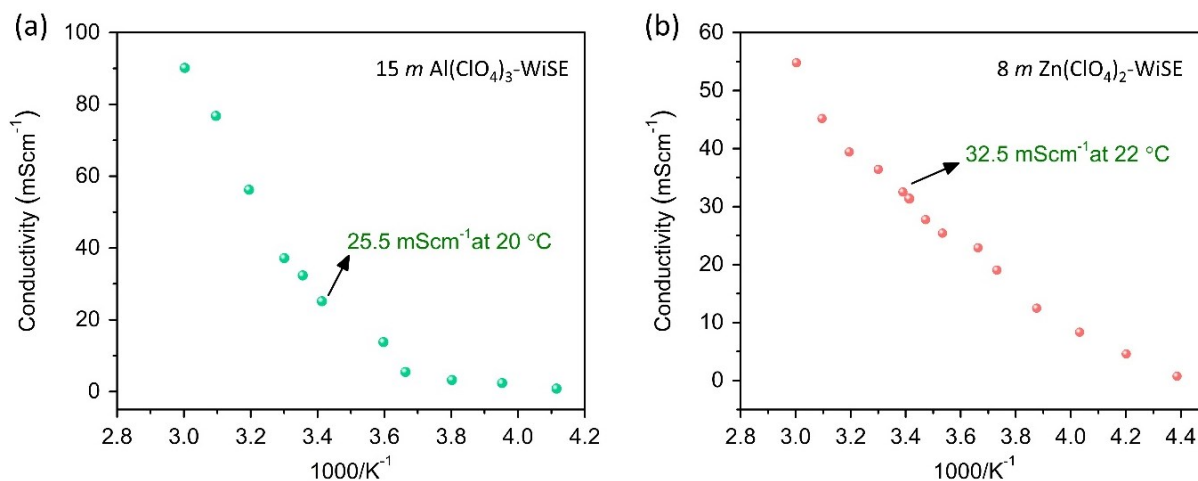 (a)
100
80
60
40
20
0
Conductivity (mScm⁻¹)
15 m Al(ClO₄)₃-WiSE
25.5 mScm⁻¹at 20 °C
2.8 3.0 3.2 3.4 3.6 3.8 4.0 4.2
1000/K⁻¹
(b)
60
50
40
30
20
10
0
Conductivity (mScm⁻¹)
8 m Zn(ClO₄)₂-WiSE
32.5 mScm⁻¹at 22 °C
2.8 3.0 3.2 3.4 3.6 3.8 4.0 4.2 4.4
1000/K⁻¹